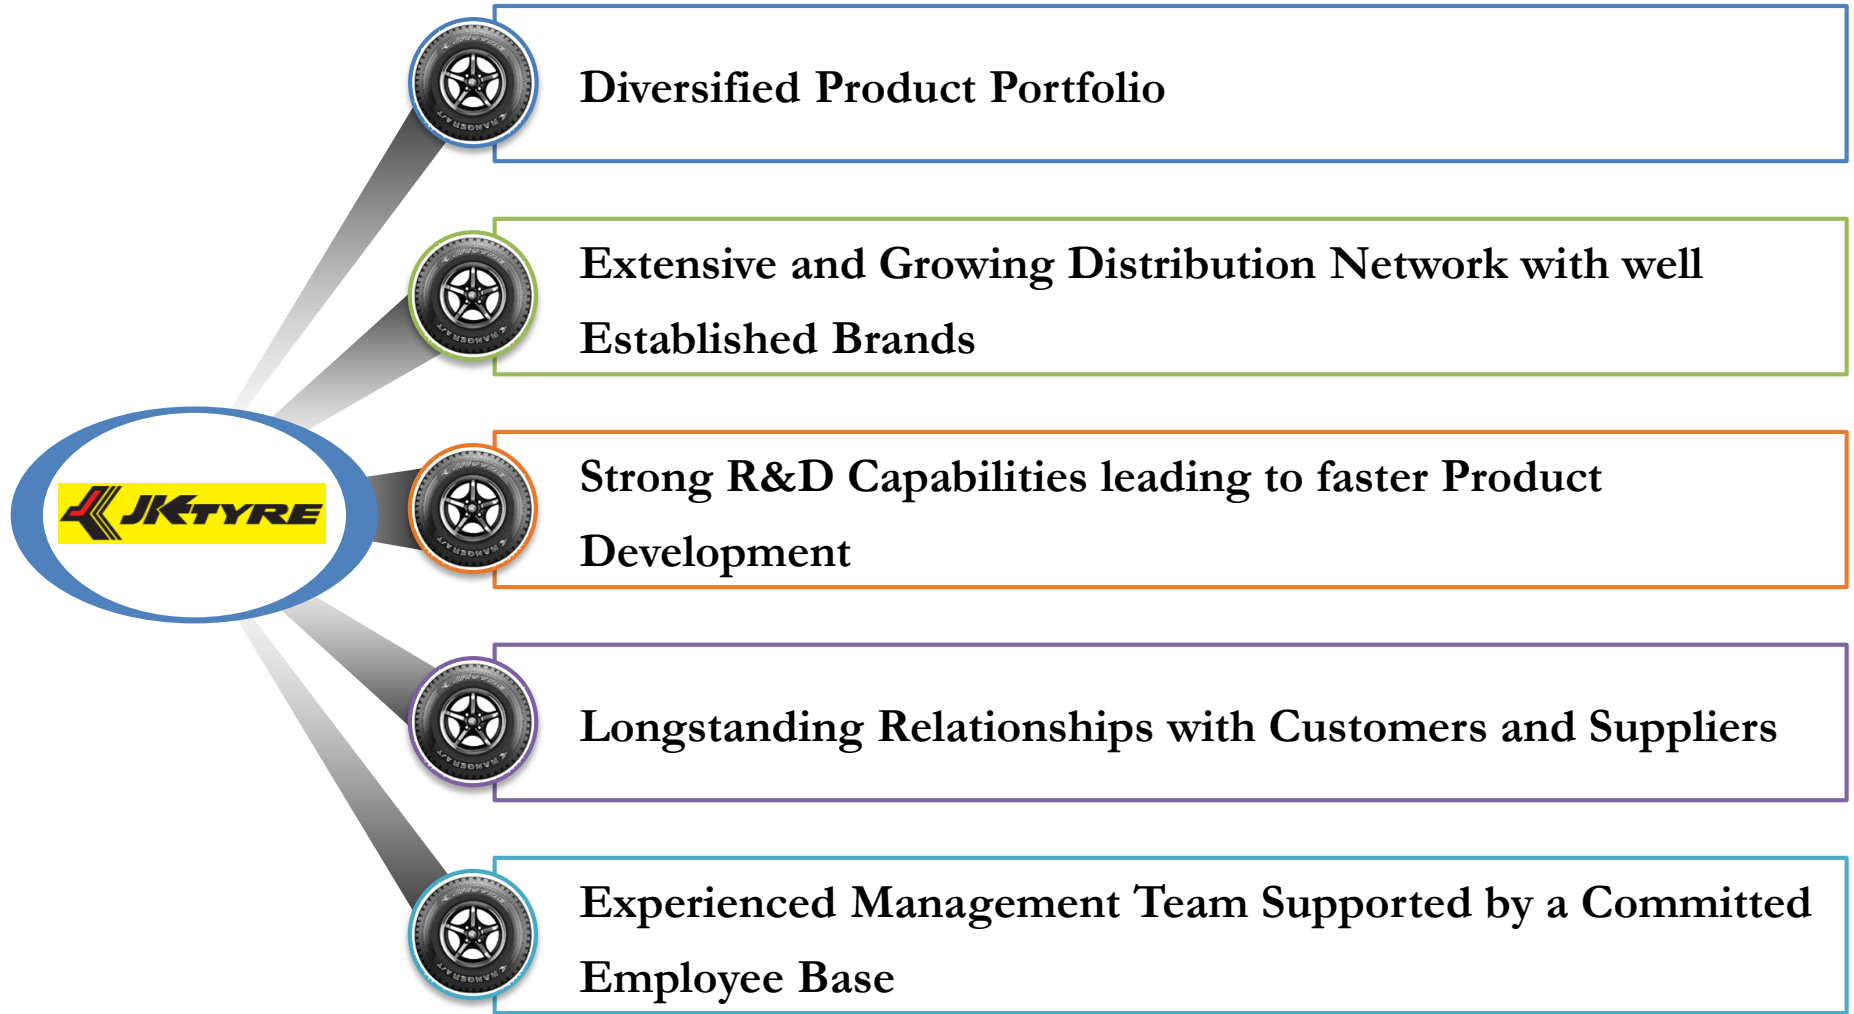 Diversified Product Portfolio
Extensive and Growing Distribution Network with well
Established Brands
JKTYRE
Strong R&D Capabilities leading to faster Product
Development
Longstanding Relationships with Customers and Suppliers
Experienced Management Team Supported by a Committed
Employee Base